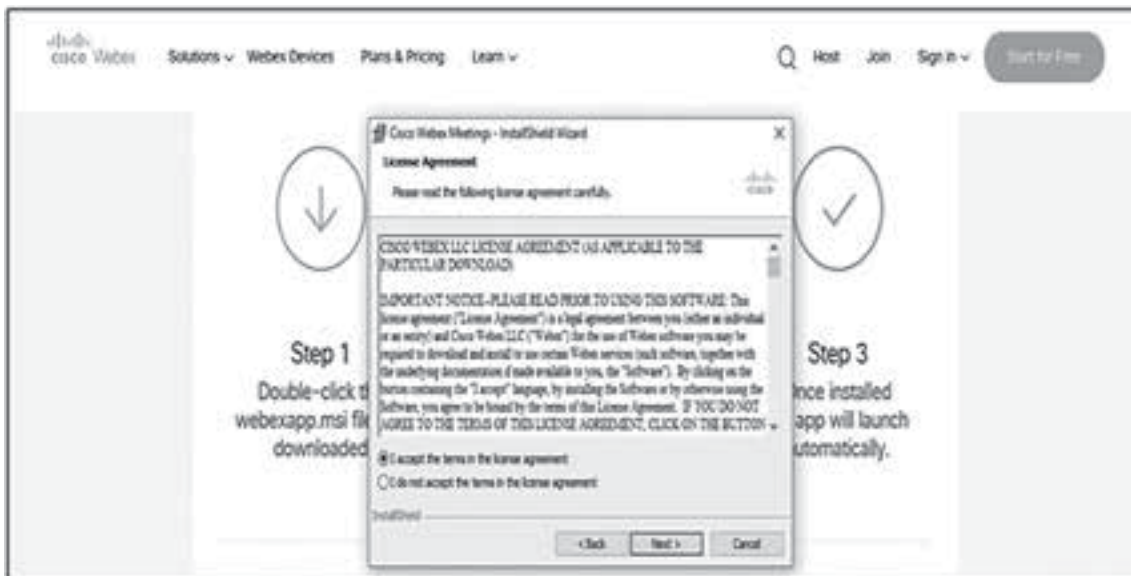 cisco Webex Solutions Webex Devices Plans & Pricing Learn Host Join Sign in Start for Free
Cisco Webex Meetings - InstallShield Wizard X
License Agreement
Please read the following license agreement carefully.
cisco
CISCO WEBEX LLC LICENSE AGREEMENT (AS APPLICABLE TO THE
PARTICULAR DOWNLOAD)
IMPORTANT NOTICE--PLEASE READ PRIOR TO USING THIS SOFTWARE: This
license agreement ("License Agreement") is a legal agreement between you (either an individual
or an entity) and Cisco Webex LLC ("Webex") for the use of Webex software you may be
required to download and install to use certain Webex services (such software, together with
the underlying documentation if made available to you, the "Software"). By clicking on the
button containing the "I accept" language, by installing the Software or by otherwise using the
Software, you agree to be bound by the terms of this License Agreement. IF YOU DO NOT
AGREE TO THE TERMS OF THIS LICENSE AGREEMENT, CLICK ON THE BUTTON
I accept the terms in the license agreement
I do not accept the terms in the license agreement
InstallShield
< Back Next > Cancel
Step 1
Double-click t
webexapp.msi file
downloaded
Step 3
Once installed
app will launch
utomatically.